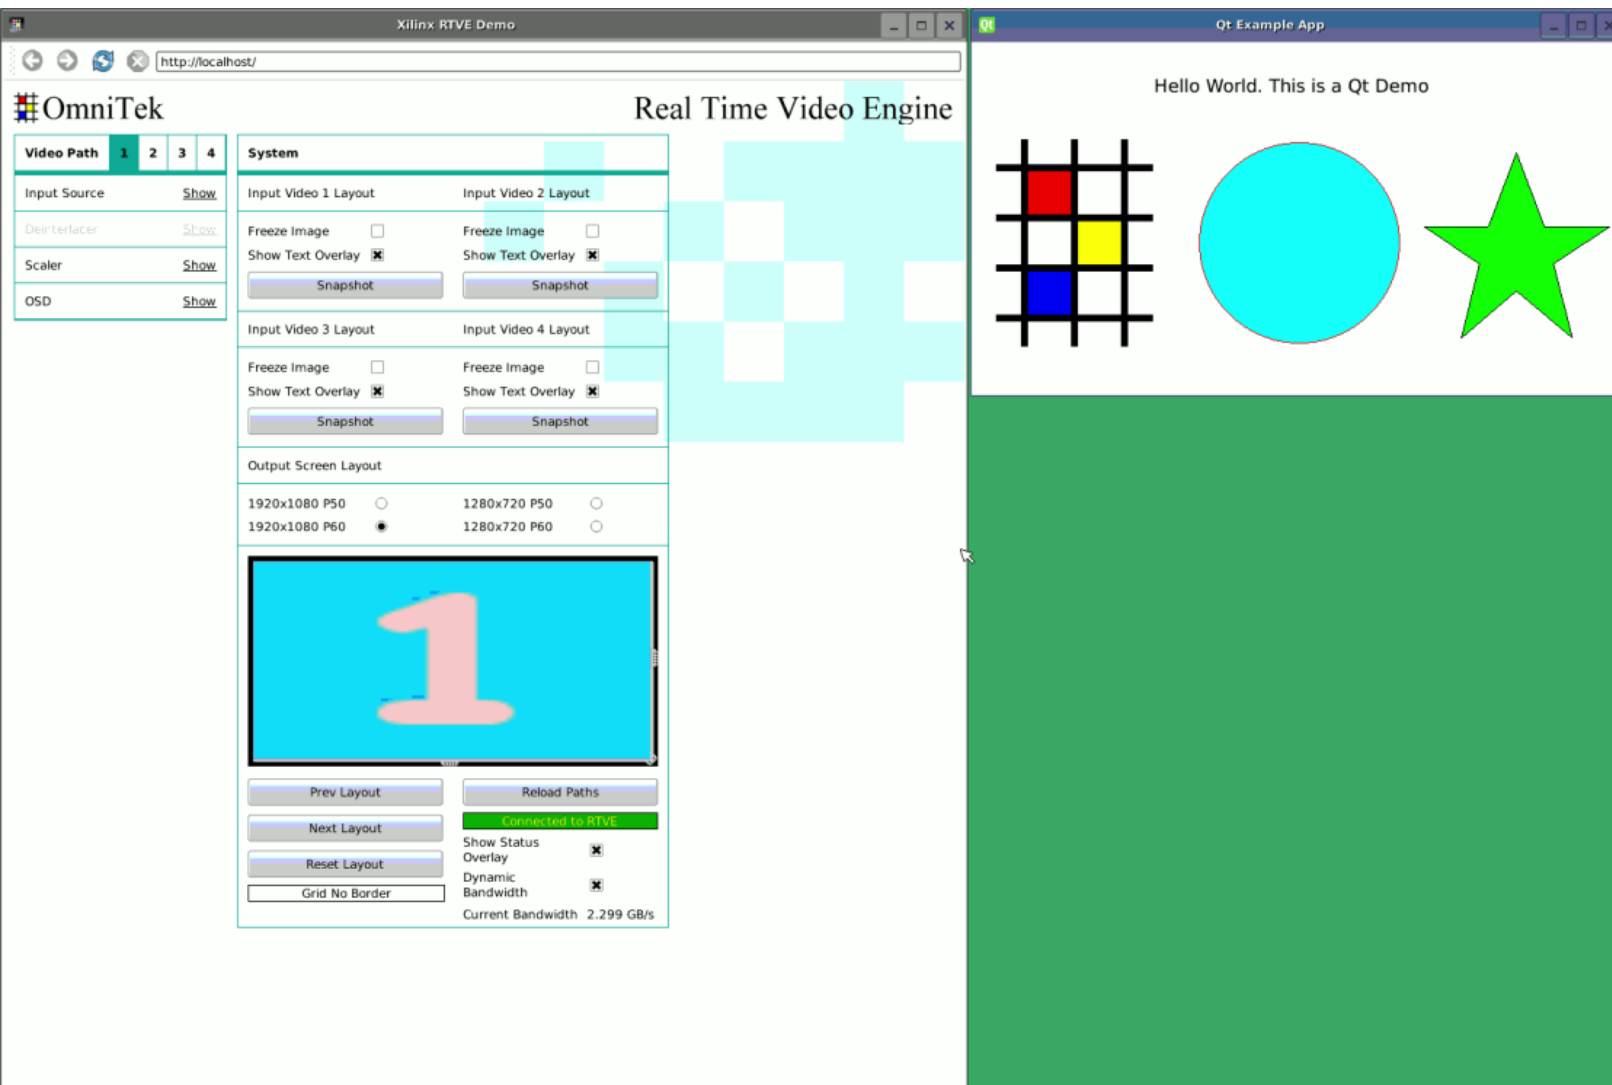 Xilinx RTVE Demo
http://localhost/
OmniTek
Real Time Video Engine
Video Path 1 2 3 4
Input Source Show
Deinterlacer Show
Scaler Show
OSD Show
System
Input Video 1 Layout Input Video 2 Layout
Freeze Image Freeze Image
Show Text Overlay Show Text Overlay
Snapshot Snapshot
Input Video 3 Layout Input Video 4 Layout
Freeze Image Freeze Image
Show Text Overlay Show Text Overlay
Snapshot Snapshot
Output Screen Layout
1920x1080 P50 1280x720 P50
1920x1080 P60 1280x720 P60
1
Prev Layout
Next Layout
Reset Layout
Grid No Border
Reload Paths
Connected to RTVE
Show Status
Overlay
Dynamic
Bandwidth
Current Bandwidth 2.299 GB/s
Qt Qt Example App
Hello World. This is a Qt Demo